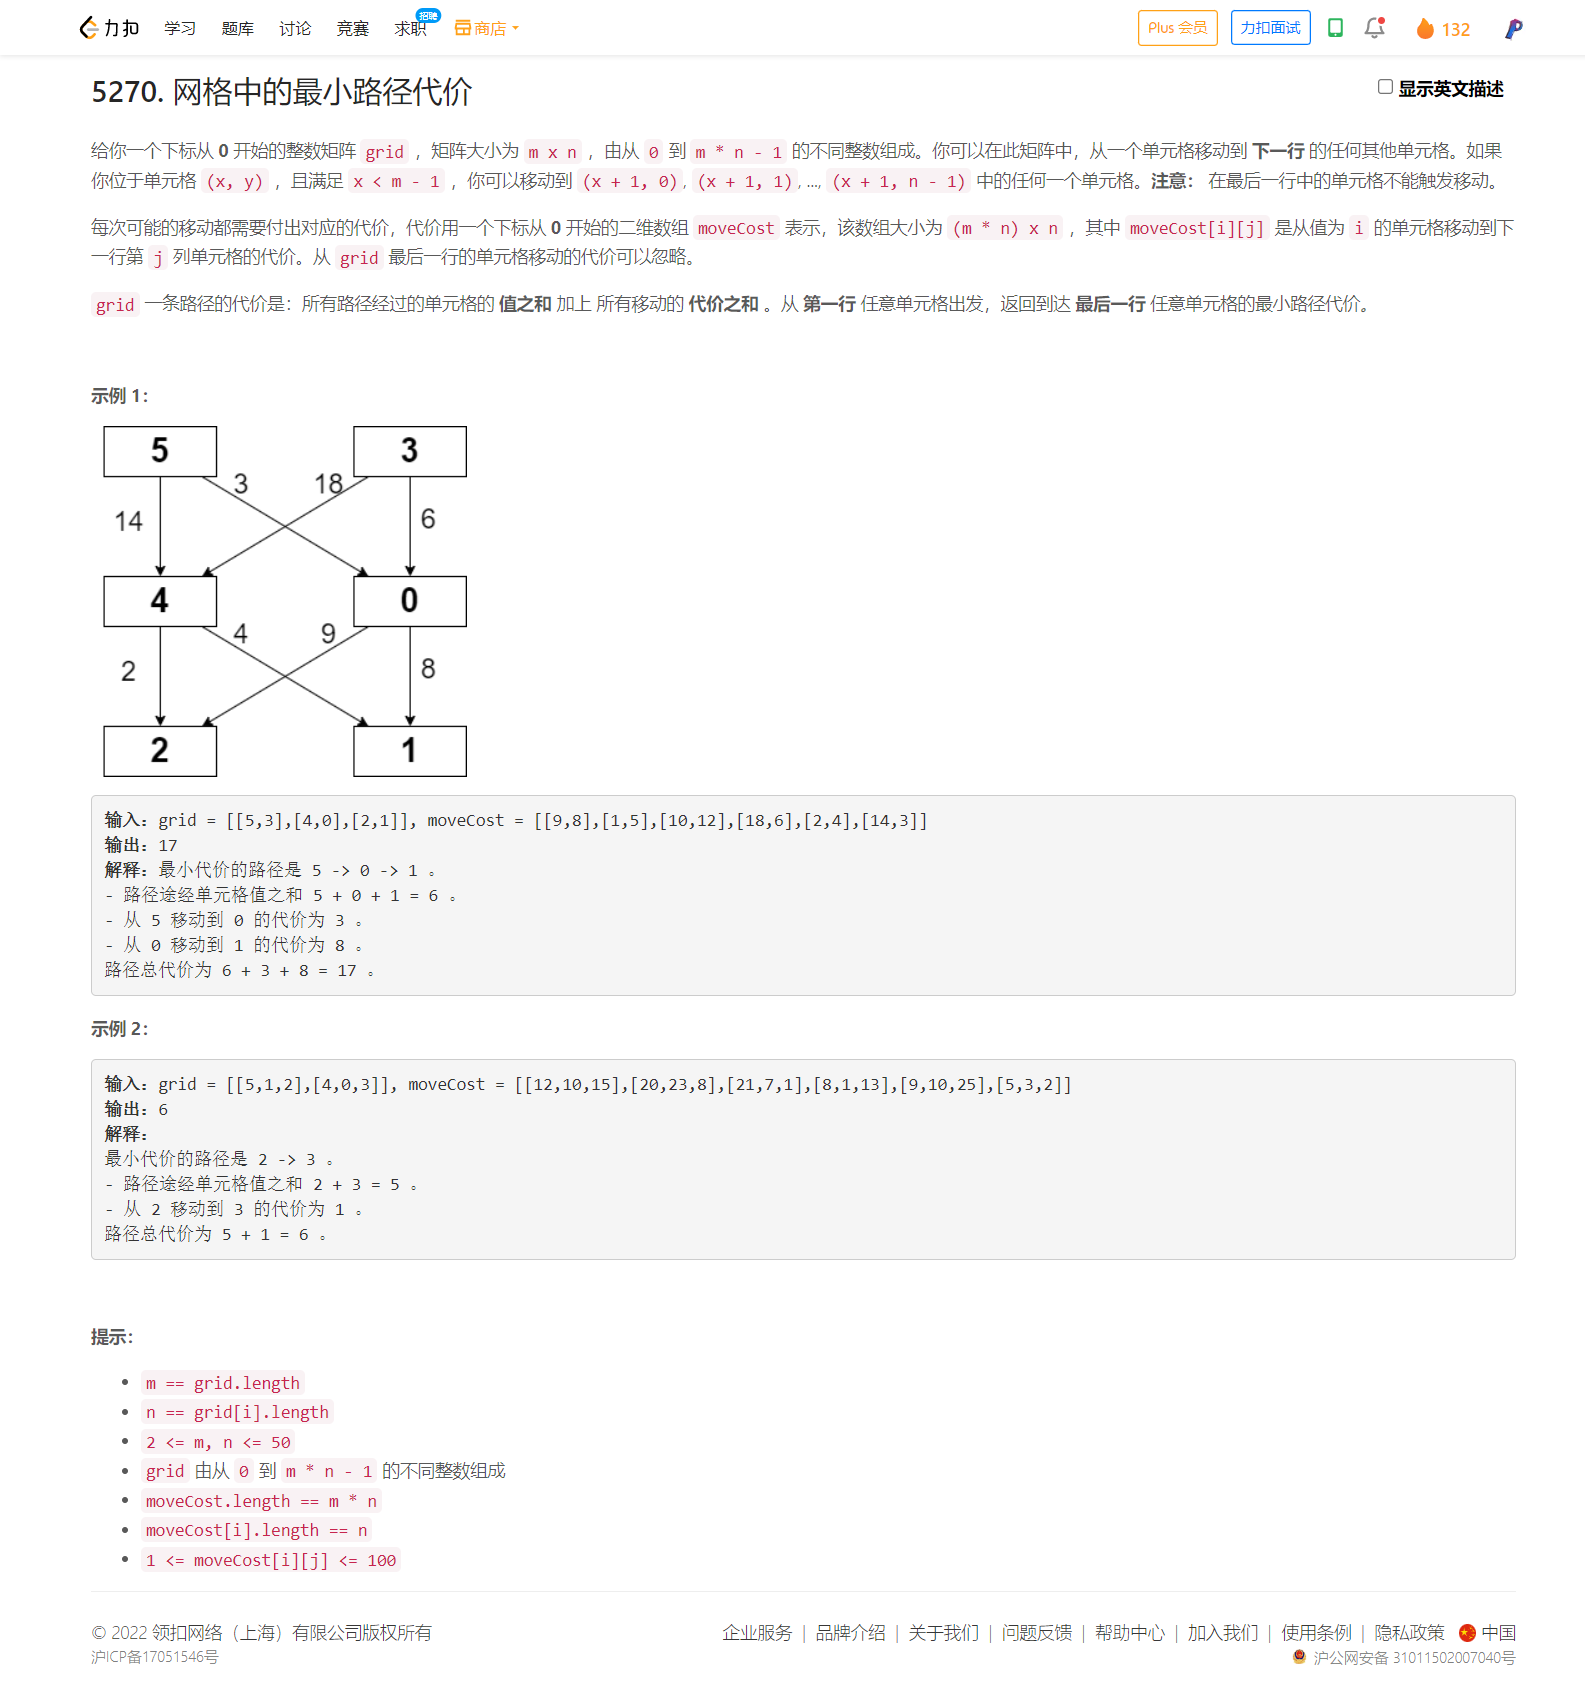 力扣 学习 题库 讨论 竞赛 求职 招聘 商店 Plus 会员 力扣面试 132
5270. 网格中的最小路径代价 显示英文描述
给你一个下标从 0 开始的整数矩阵 grid ，矩阵大小为 m x n ，由从 0 到 m * n - 1 的不同整数组成。你可以在此矩阵中，从一个单元格移动到 下一行 的任何其他单元格。如果
你位于单元格 (x, y) ，且满足 x < m - 1 ，你可以移动到 (x + 1, 0), (x + 1, 1), ..., (x + 1, n - 1) 中的任何一个单元格。注意： 在最后一行中的单元格不能触发移动。
每次可能的移动都需要付出对应的代价，代价用一个下标从 0 开始的二维数组 moveCost 表示，该数组大小为 (m * n) x n ，其中 moveCost[i][j] 是从值为 i 的单元格移动到下
一行第 j 列单元格的代价。从 grid 最后一行的单元格移动的代价可以忽略。
grid 一条路径的代价是：所有路径经过的单元格的 值之和 加上 所有移动的 代价之和 。从 第一行 任意单元格出发，返回到达 最后一行 任意单元格的最小路径代价。
示例 1：
5 3
3 18
14 6
4 0
4 9
2 8
2 1
输入：grid = [[5,3],[4,0],[2,1]], moveCost = [[9,8],[1,5],[10,12],[18,6],[2,4],[14,3]]
输出：17
解释：最小代价的路径是 5 -> 0 -> 1 。
- 路径途经单元格值之和 5 + 0 + 1 = 6 。
- 从 5 移动到 0 的代价为 3 。
- 从 0 移动到 1 的代价为 8 。
路径总代价为 6 + 3 + 8 = 17 。
示例 2：
输入：grid = [[5,1,2],[4,0,3]], moveCost = [[12,10,15],[20,23,8],[21,7,1],[8,1,13],[9,10,25],[5,3,2]]
输出：6
解释：
最小代价的路径是 2 -> 3 。
- 路径途经单元格值之和 2 + 3 = 5 。
- 从 2 移动到 3 的代价为 1 。
路径总代价为 5 + 1 = 6 。
提示：
• m == grid.length
• n == grid[i].length
• 2 <= m, n <= 50
• grid 由从 0 到 m * n - 1 的不同整数组成
• moveCost.length == m * n
• moveCost[i].length == n
• 1 <= moveCost[i][j] <= 100
© 2022 领扣网络（上海）有限公司版权所有 企业服务 | 品牌介绍 | 关于我们 | 问题反馈 | 帮助中心 | 加入我们 | 使用条例 | 隐私政策 中国
沪ICP备17051546号 沪公网安备 31011502007040号